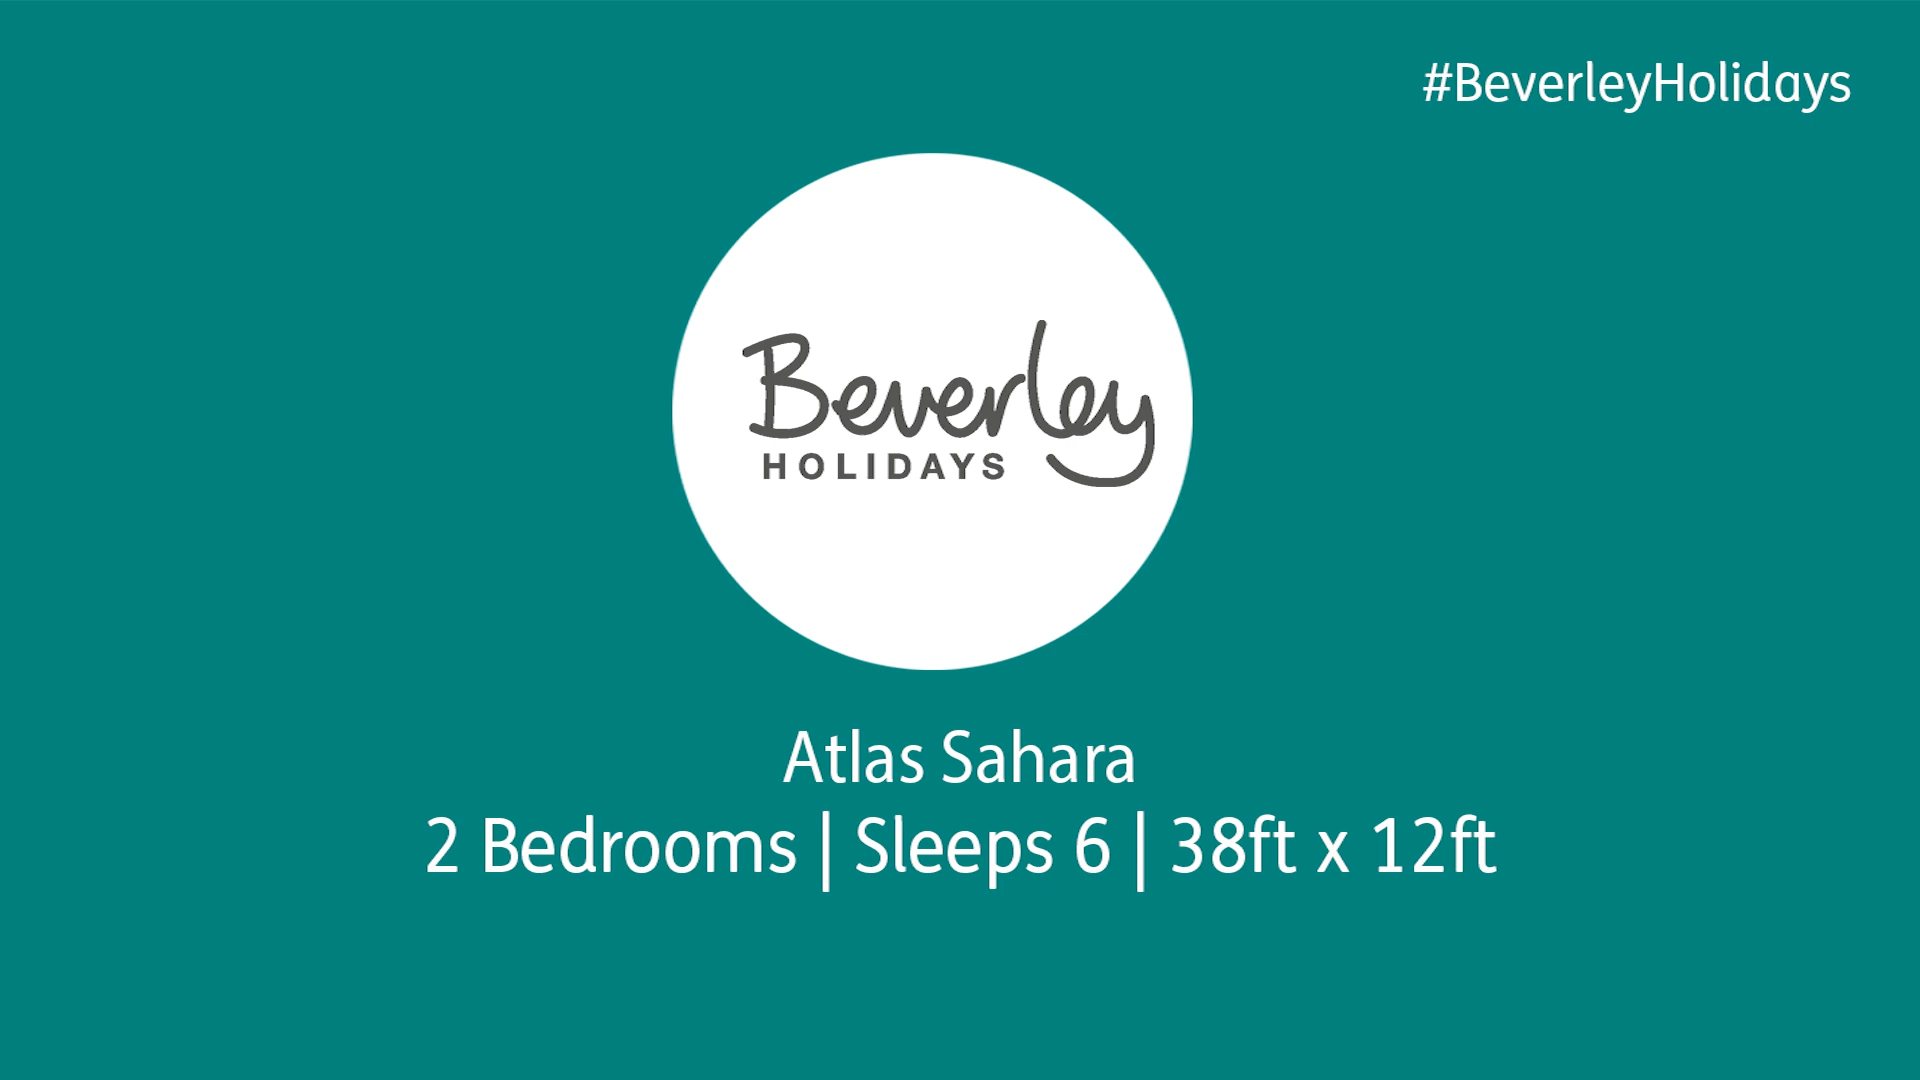 #BeverleyHolidays
Beverley
HOLIDAYS
Atlas Sahara
2 Bedrooms | Sleeps 6 | 38ft x 12ft